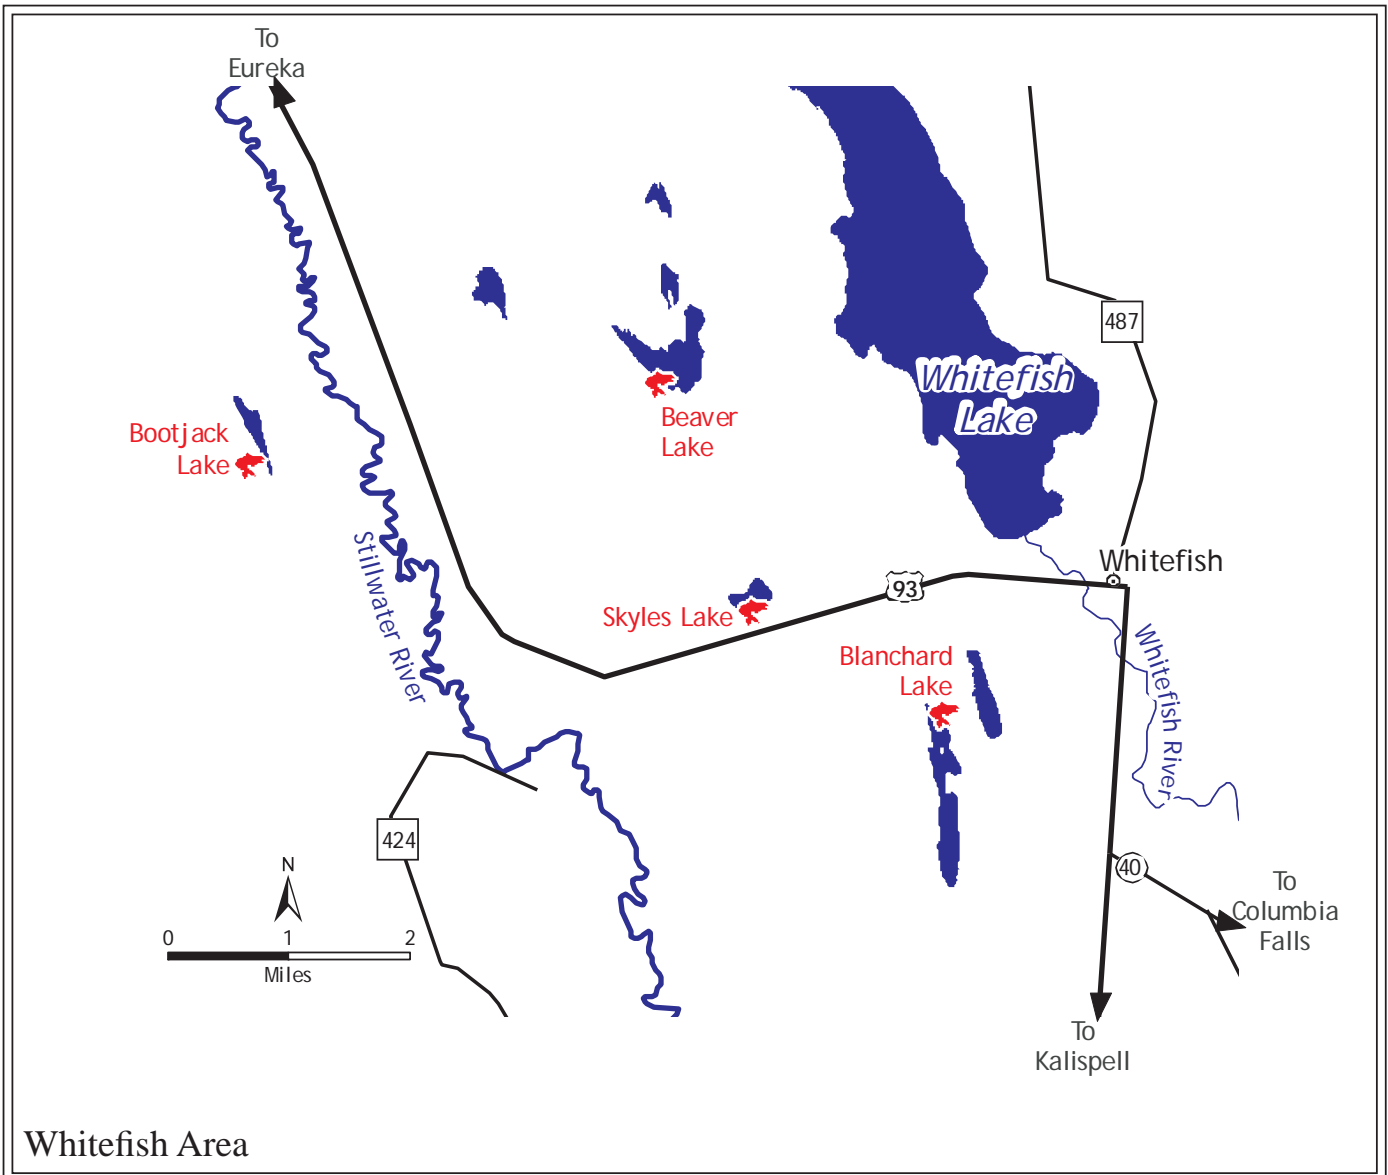 To
Eureka
487
Whitefish
Lake
Beaver
Lake
Bootjack
Lake
Stillwater River
Whitefish
93
Skyles Lake
Blanchard
Lake
Whitefish River
424
N
0 1 2
Miles
40
To
Columbia
Falls
To
Kalispell
Whitefish Area